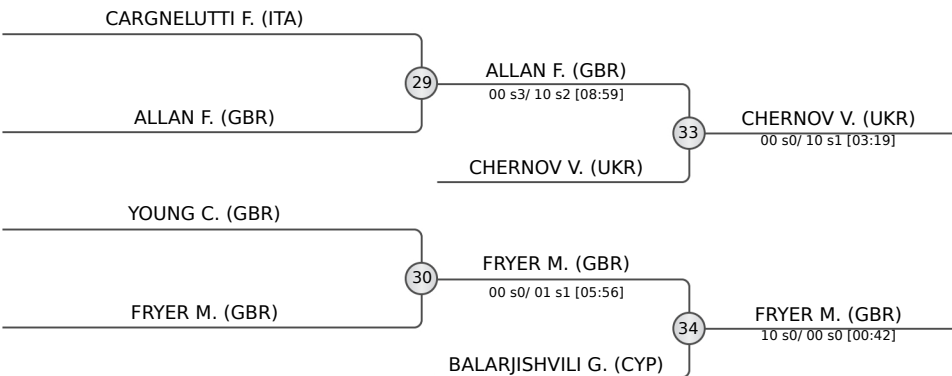 CARGNELUTTI F. (ITA)
29
ALLAN F. (GBR)
ALLAN F. (GBR)
00 s3/ 10 s2 [08:59]
33
CHERNOV V. (UKR)
CHERNOV V. (UKR)
00 s0/ 10 s1 [03:19]
YOUNG C. (GBR)
30
FRYER M. (GBR)
FRYER M. (GBR)
00 s0/ 01 s1 [05:56]
34
BALARJISHVILI G. (CYP)
FRYER M. (GBR)
10 s0/ 00 s0 [00:42]